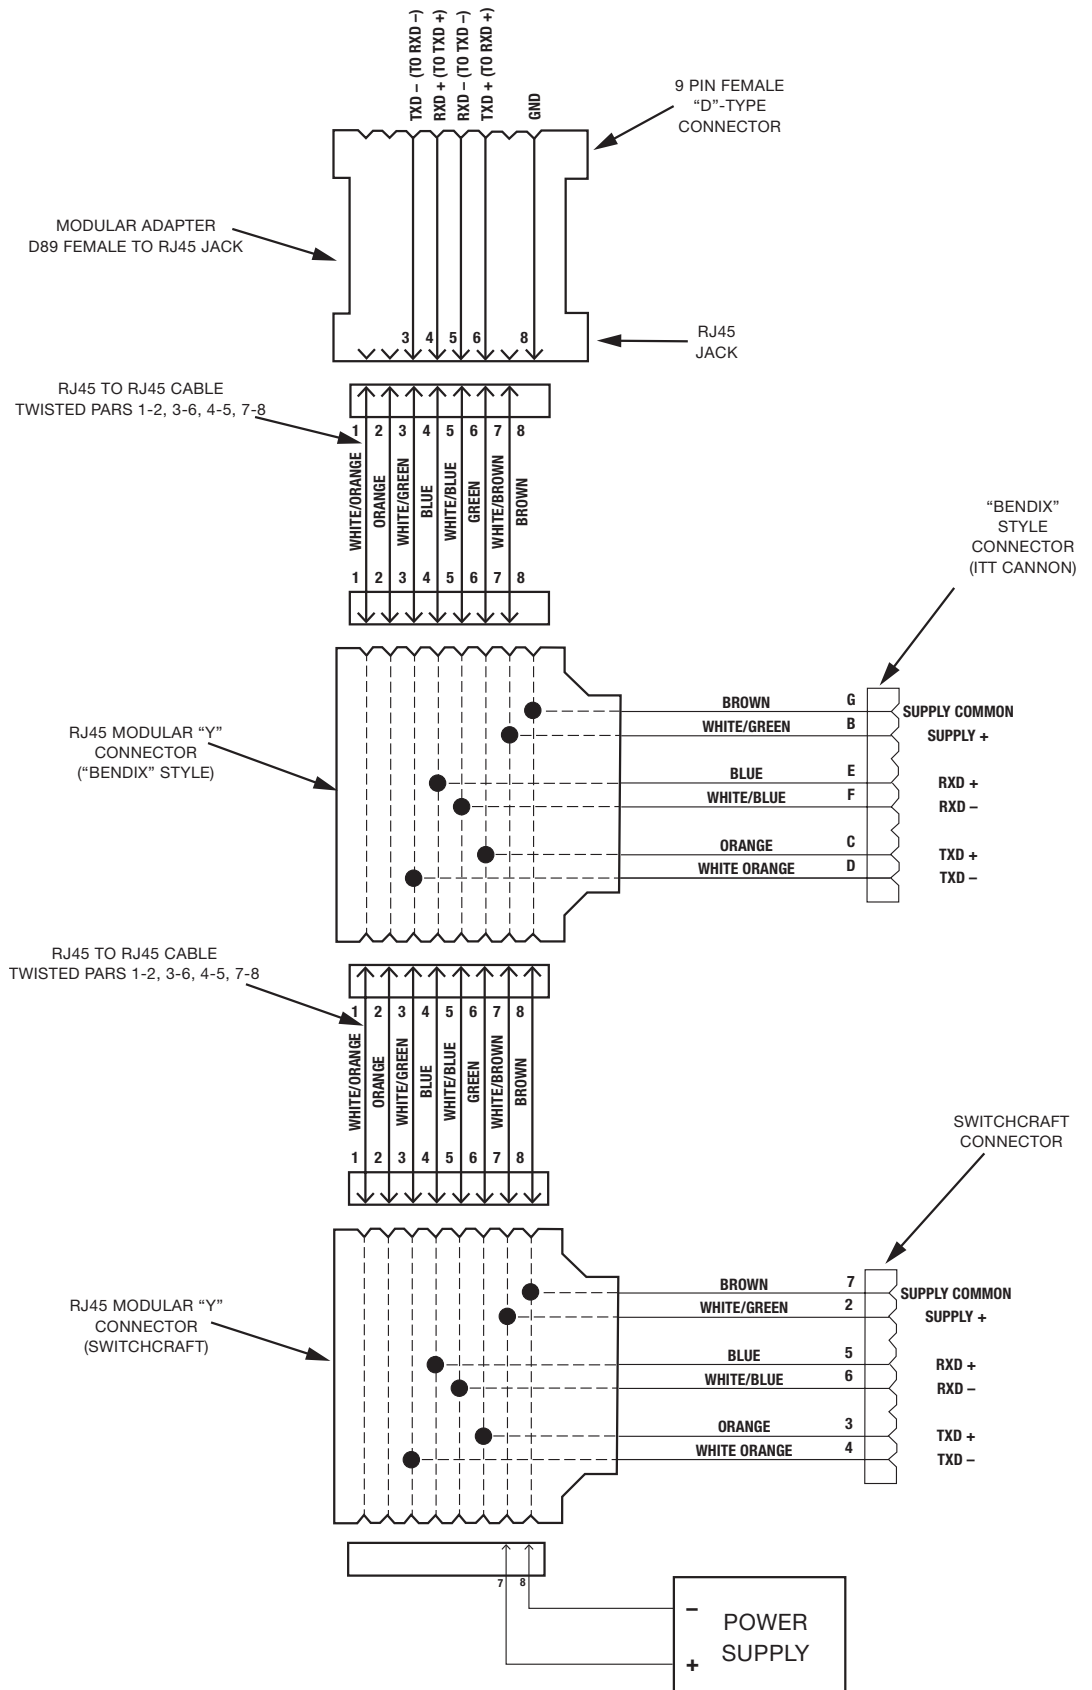 TXD – (TO RXD –)
RXD + (TO TXD +)
RXD – (TO TXD –)
TXD + (TO RXD +)
GND
9 PIN FEMALE
“D”-TYPE
CONNECTOR
MODULAR ADAPTER
D89 FEMALE TO RJ45 JACK
3 4 5 6 8
RJ45
JACK
RJ45 TO RJ45 CABLE
TWISTED PARS 1-2, 3-6, 4-5, 7-8
1 2 3 4 5 6 7 8
WHITE/ORANGE
ORANGE
WHITE/GREEN
BLUE
WHITE/BLUE
GREEN
WHITE/BROWN
BROWN
1 2 3 4 5 6 7 8
“BENDIX”
STYLE
CONNECTOR
(ITT CANNON)
RJ45 MODULAR “Y”
CONNECTOR
(“BENDIX” STYLE)
BROWN G SUPPLY COMMON
WHITE/GREEN B SUPPLY +
BLUE E RXD +
WHITE/BLUE F RXD –
ORANGE C TXD +
WHITE ORANGE D TXD –
RJ45 TO RJ45 CABLE
TWISTED PARS 1-2, 3-6, 4-5, 7-8
1 2 3 4 5 6 7 8
WHITE/ORANGE
ORANGE
WHITE/GREEN
BLUE
WHITE/BLUE
GREEN
WHITE/BROWN
BROWN
1 2 3 4 5 6 7 8
SWITCHCRAFT
CONNECTOR
RJ45 MODULAR “Y”
CONNECTOR
(SWITCHCRAFT)
BROWN 7 SUPPLY COMMON
WHITE/GREEN 2 SUPPLY +
BLUE 5 RXD +
WHITE/BLUE 6 RXD –
ORANGE 3 TXD +
WHITE ORANGE 4 TXD –
7 8
–
POWER
SUPPLY
+